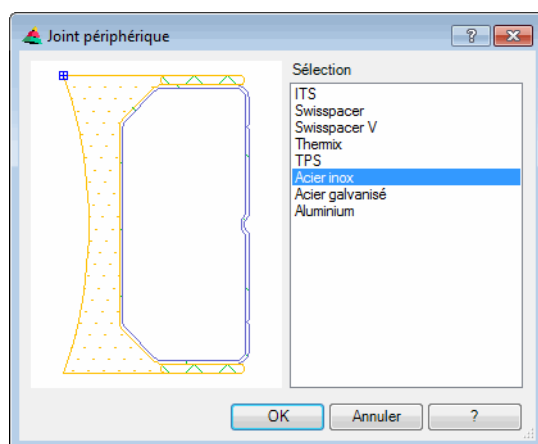 Joint périphérique
?
Sélection
ITS
Swisspacer
Swisspacer V
Thermix
TPS
Acier inox
Acier galvanisé
Aluminium
OK Annuler ?